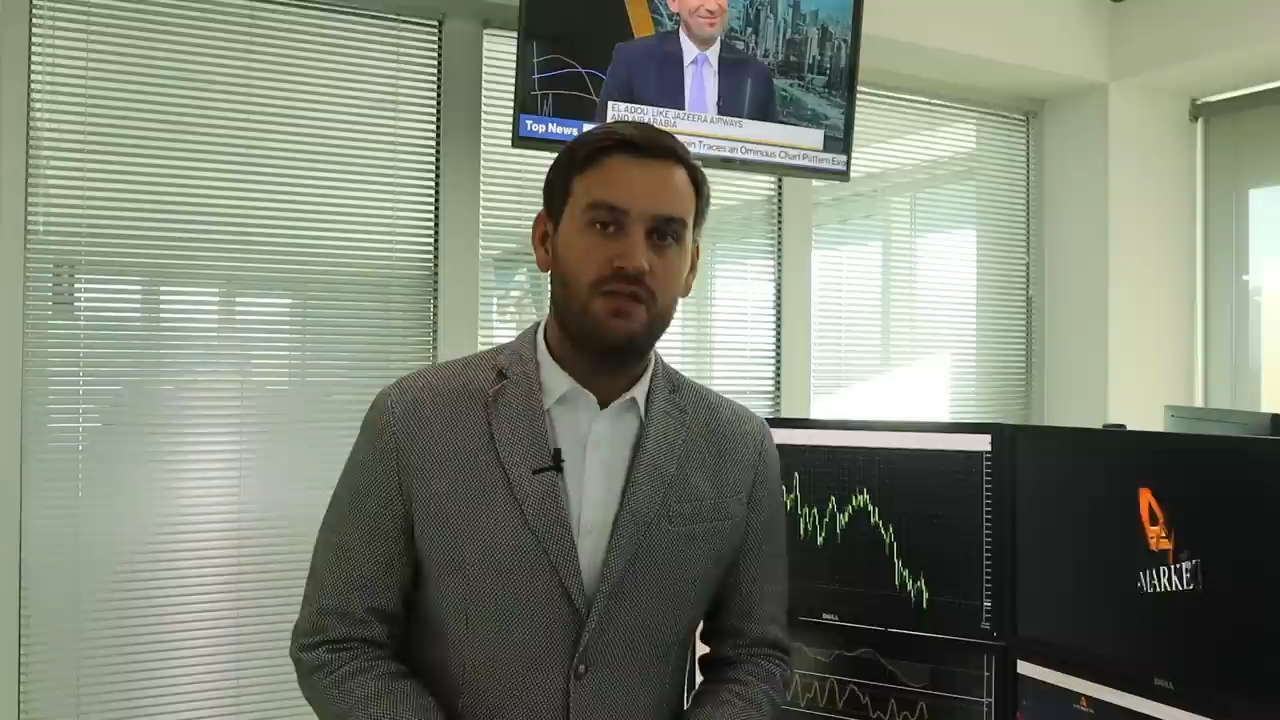 EL ADOU: LIKE JAZEERA AIRWAYS
AND AIR ARABIA
Top News
Traces an Ominous Chart Pattern
DELL
MARKET
DELL